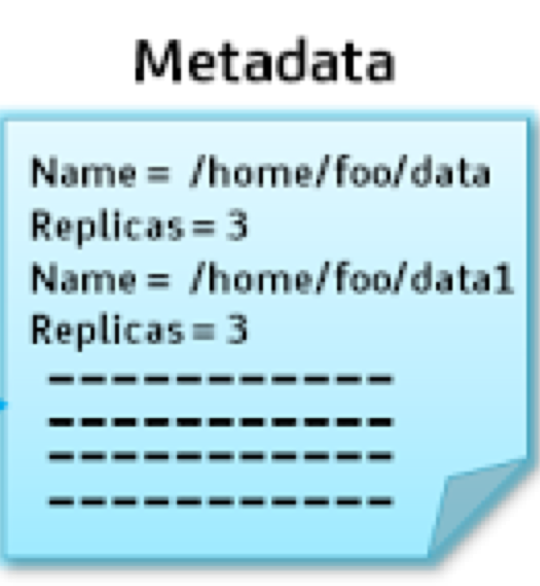 Metadata
Name = /home/foo/data
Replicas = 3
Name = /home/foo/data1
Replicas = 3